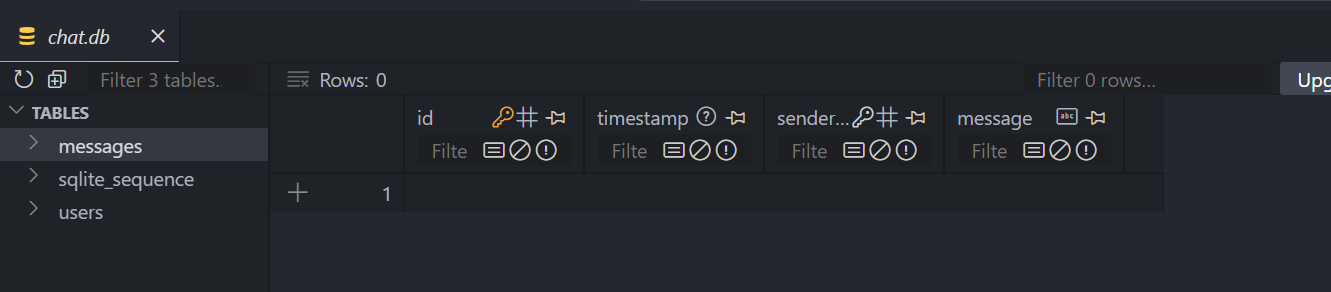 chat.db
Filter 3 tables..
Rows: 0
Filter 0 rows...
Upg
TABLES
messages
sqlite_sequence
users
id
timestamp
sender...
message
Filte
Filte
Filte
Filte
1